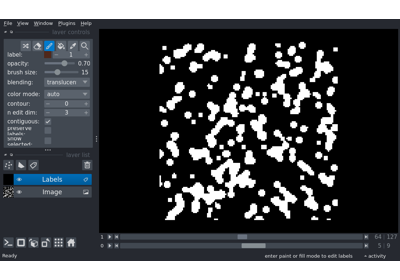 File View Window Plugins Help
layer controls
label: 1
opacity: 0.70
brush size: 15
blending: translucen
color mode: auto
contour: 0
n edit dim: 3
contiguous:
preserve labels:
show selected:
layer list
Labels
Image
1 64 127
0 5 9
Ready enter paint or fill mode to edit labels activity